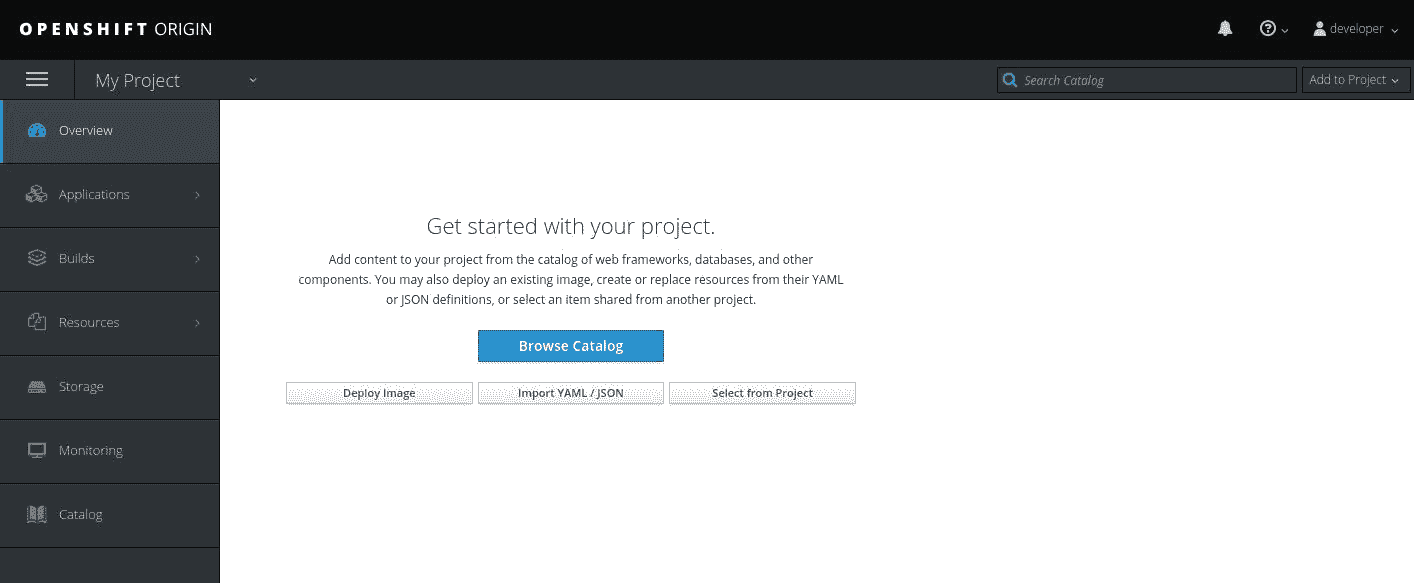 OPENSHIFT ORIGIN
developer
My Project
Search Catalog
Add to Project
Overview
Applications
Builds
Resources
Storage
Monitoring
Catalog
Get started with your project.
Add content to your project from the catalog of web frameworks, databases, and other
components. You may also deploy an existing image, create or replace resources from their YAML
or JSON definitions, or select an item shared from another project.
Browse Catalog
Deploy Image
Import YAML / JSON
Select from Project